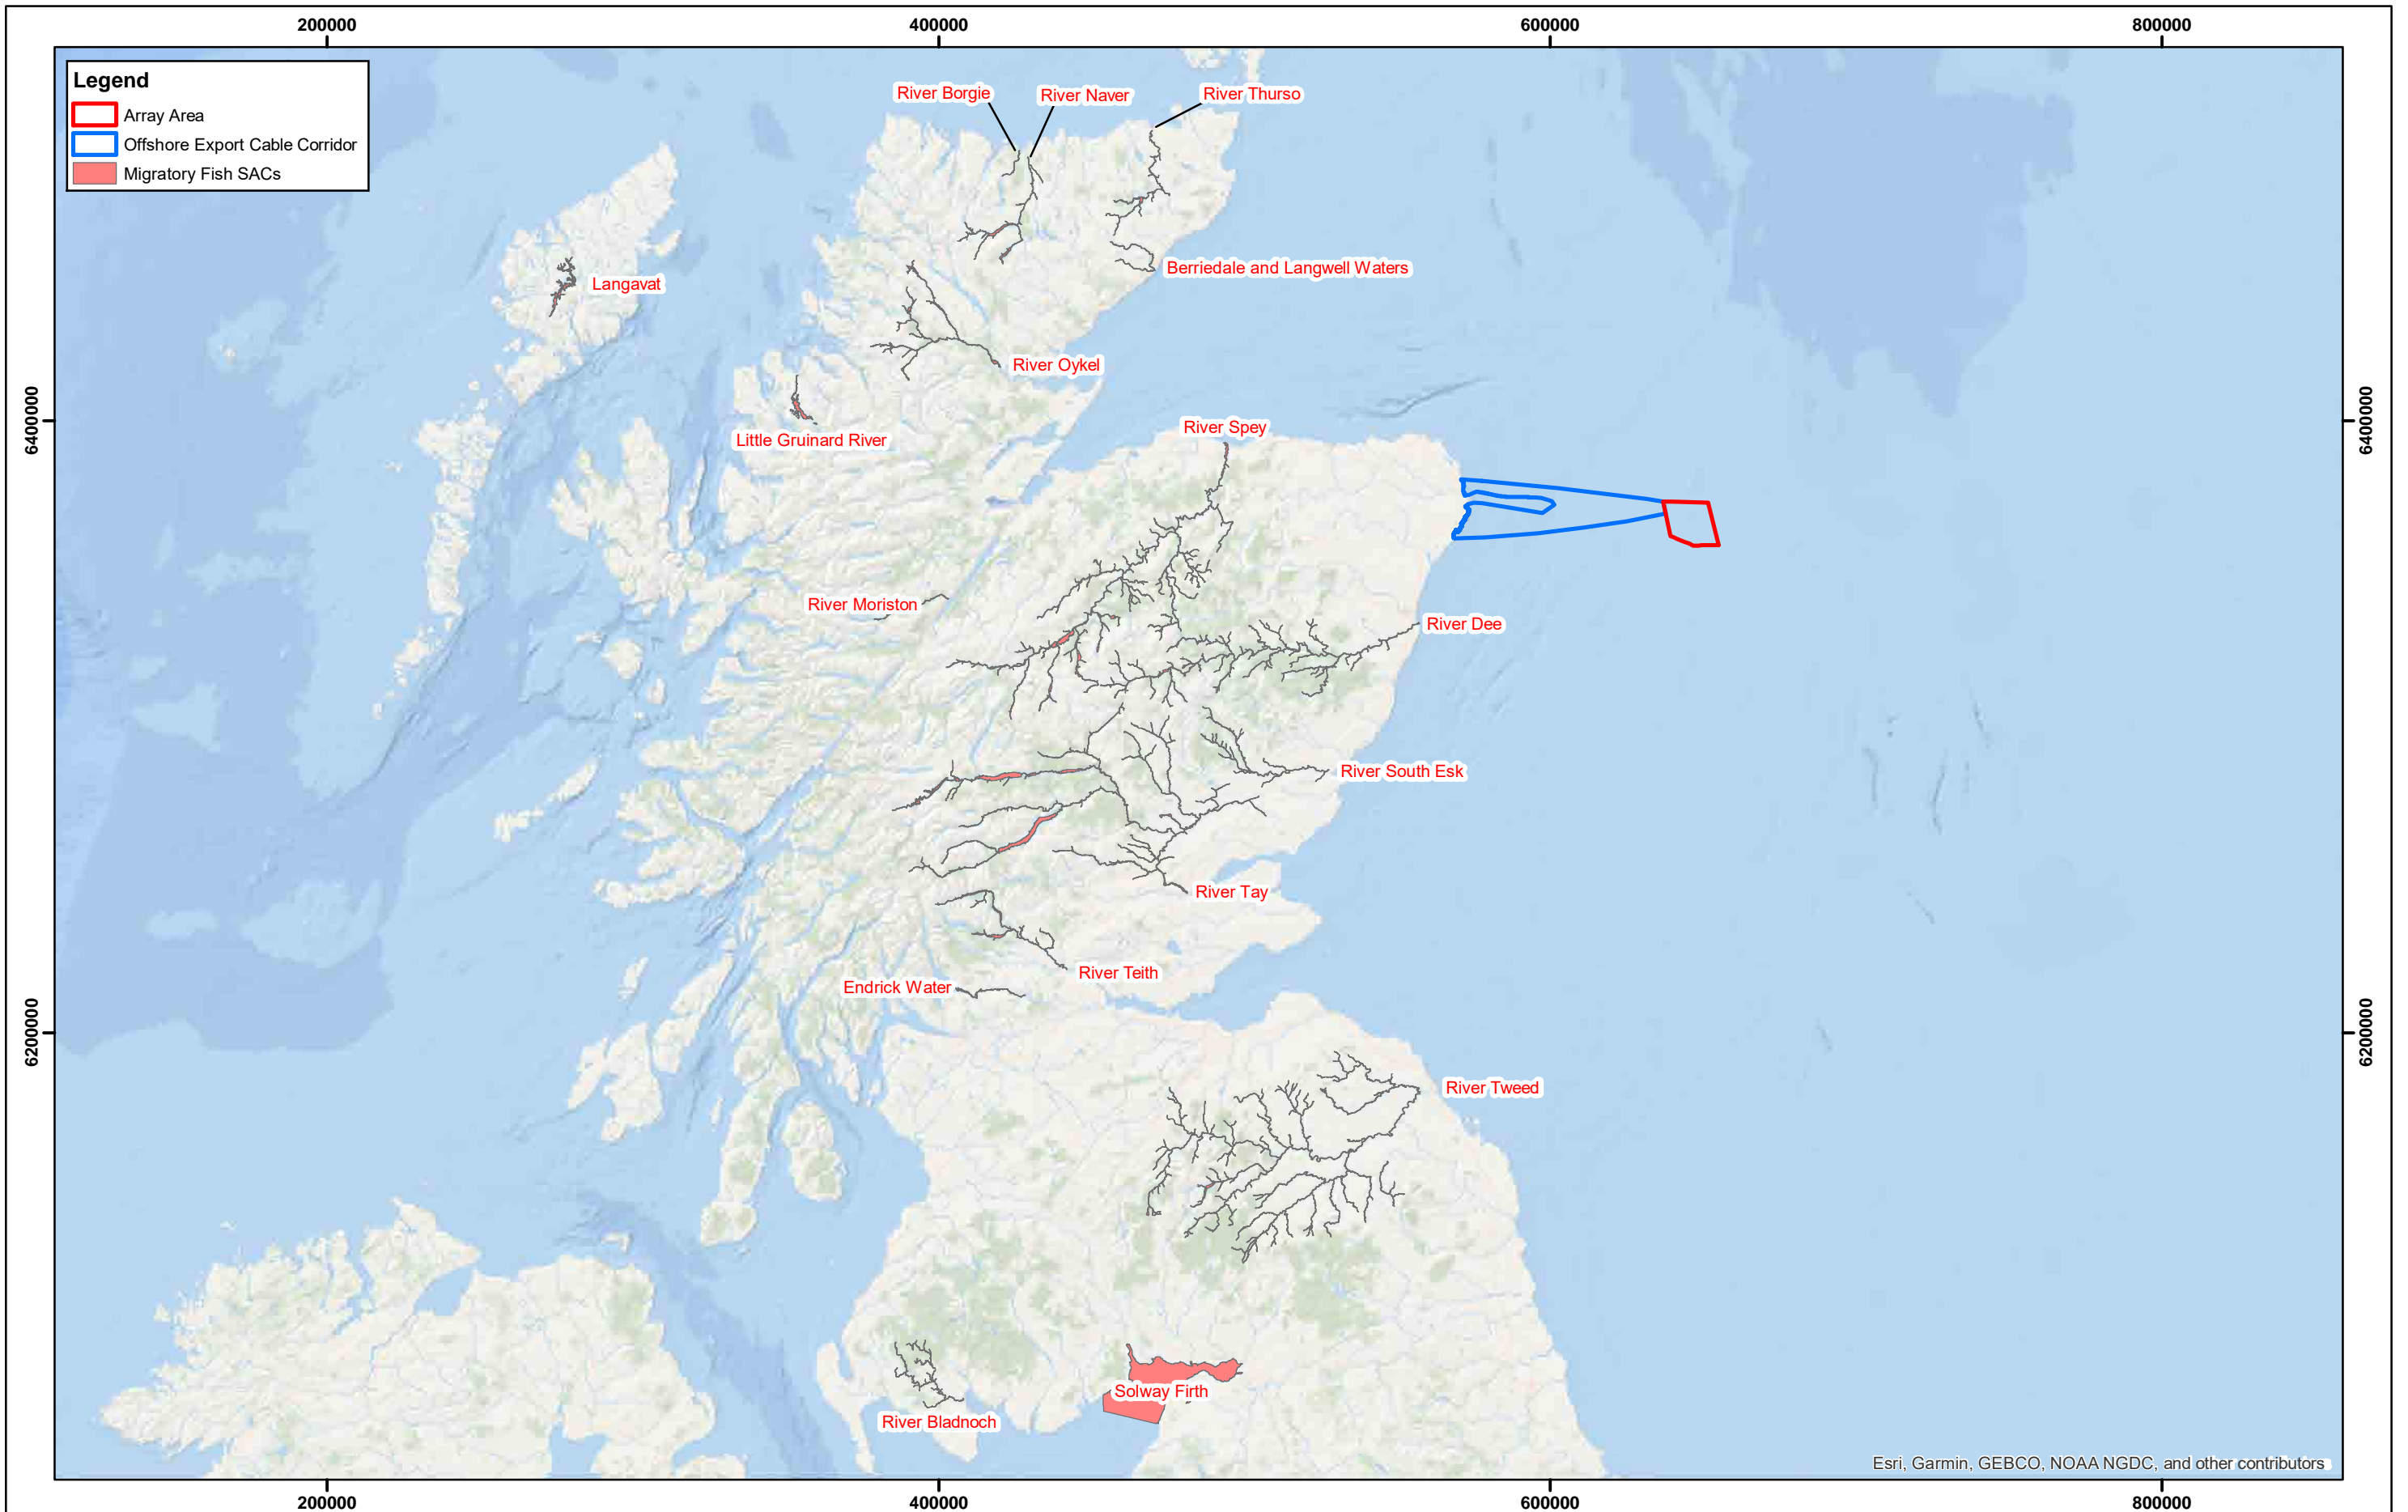 200000
400000
600000
800000
Legend
Array Area
Offshore Export Cable Corridor
Migratory Fish SACs
River Borgie
River Naver
River Thurso
Berriedale and Langwell Waters
Langavat
River Oykel
6400000
6400000
River Spey
Little Gruinard River
River Moriston
River Dee
River South Esk
River Tay
River Teith
Endrick Water
6200000
6200000
River Tweed
Solway Firth
River Bladnoch
Esri, Garmin, GEBCO, NOAA NGDC, and other contributors
200000
400000
600000
800000